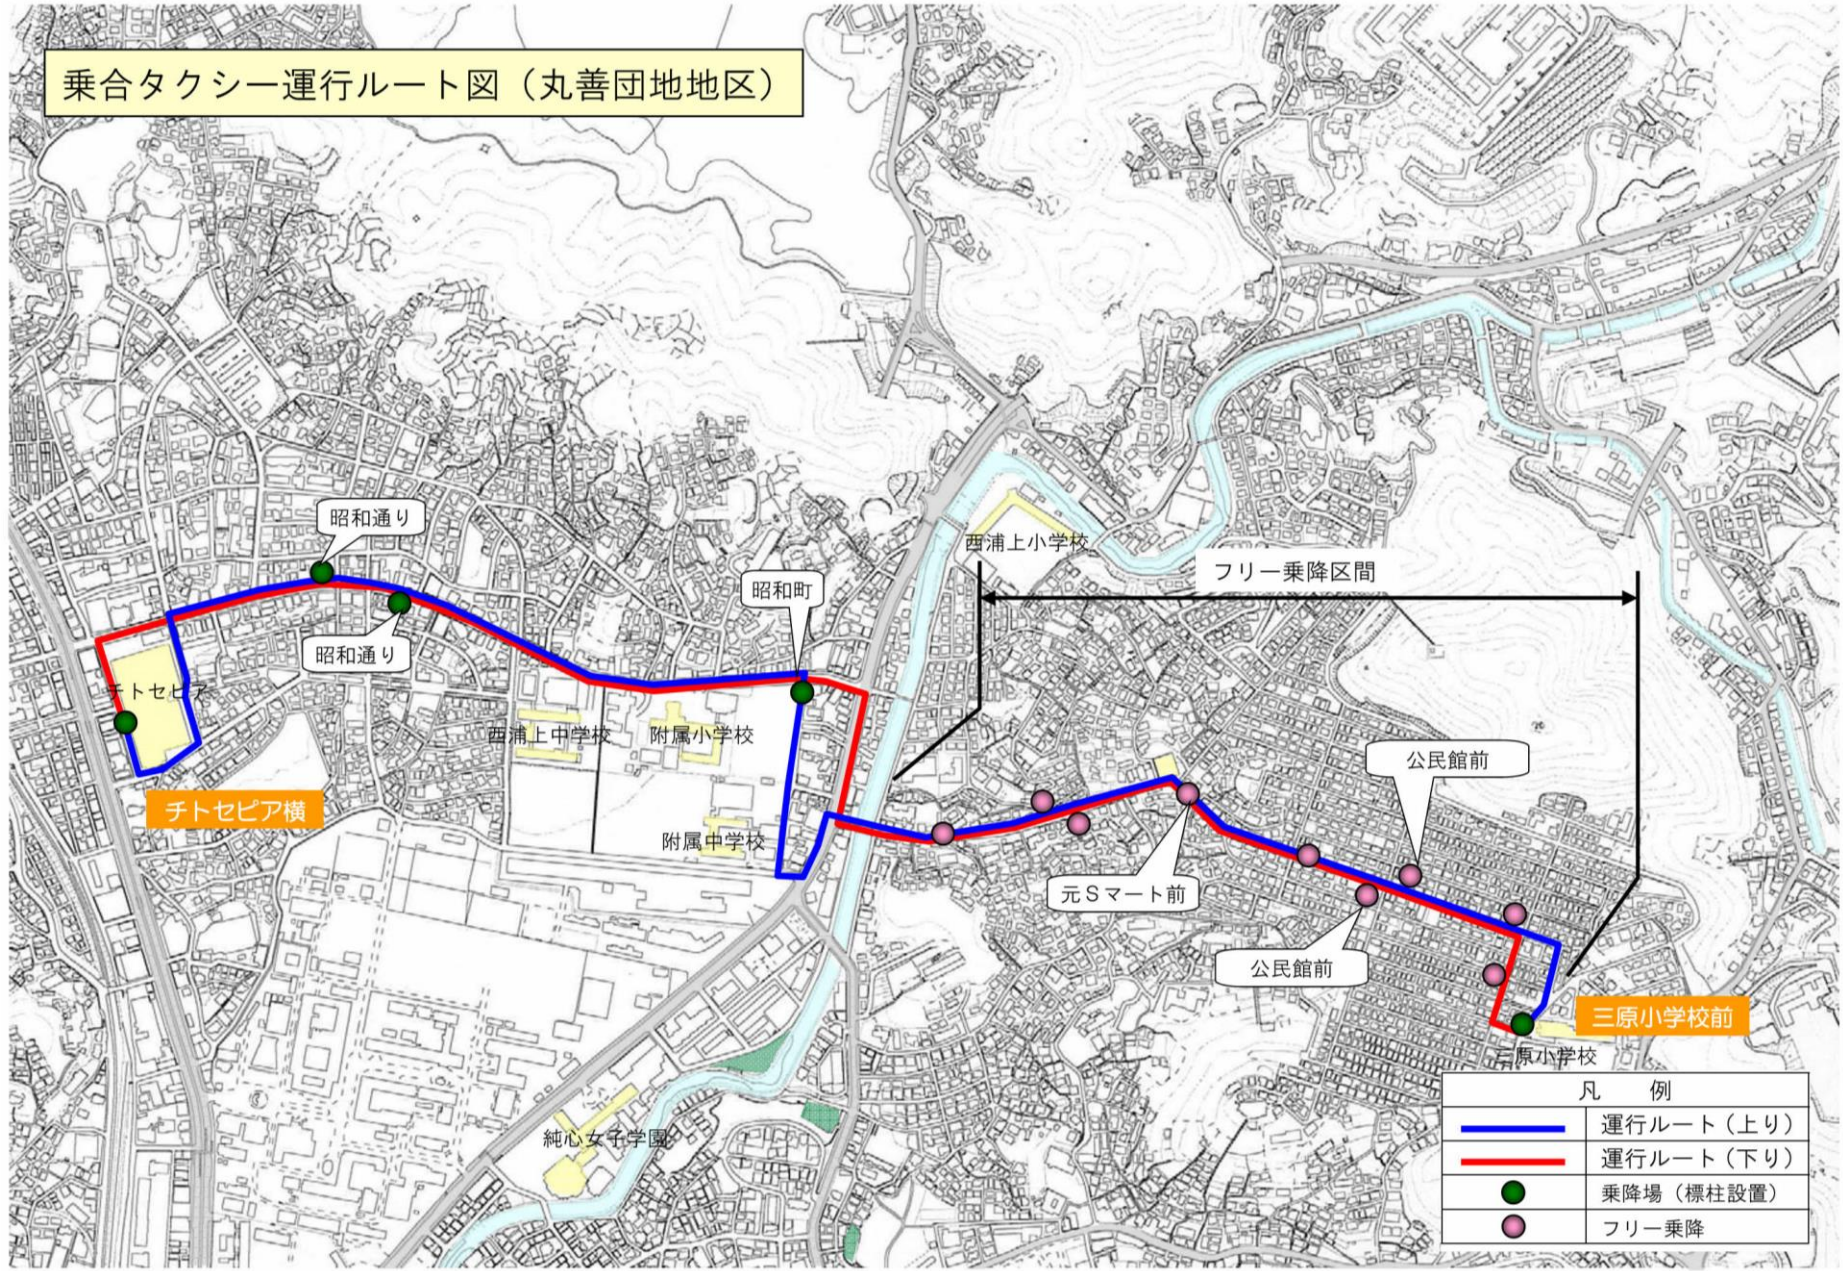 乗合タクシー運行ルート図（丸善団地地区）
昭和通り
昭和通り
昭和町
西浦上小学校
フリー乗降区間
チトセピア
西浦上中学校
附属小学校
附属中学校
チトセピア横
公民館前
元Ｓマート前
公民館前
三原小学校前
三原小学校
純心女子学園
凡　例
運行ルート（上り）
運行ルート（下り）
乗降場（標柱設置）
フリー乗降